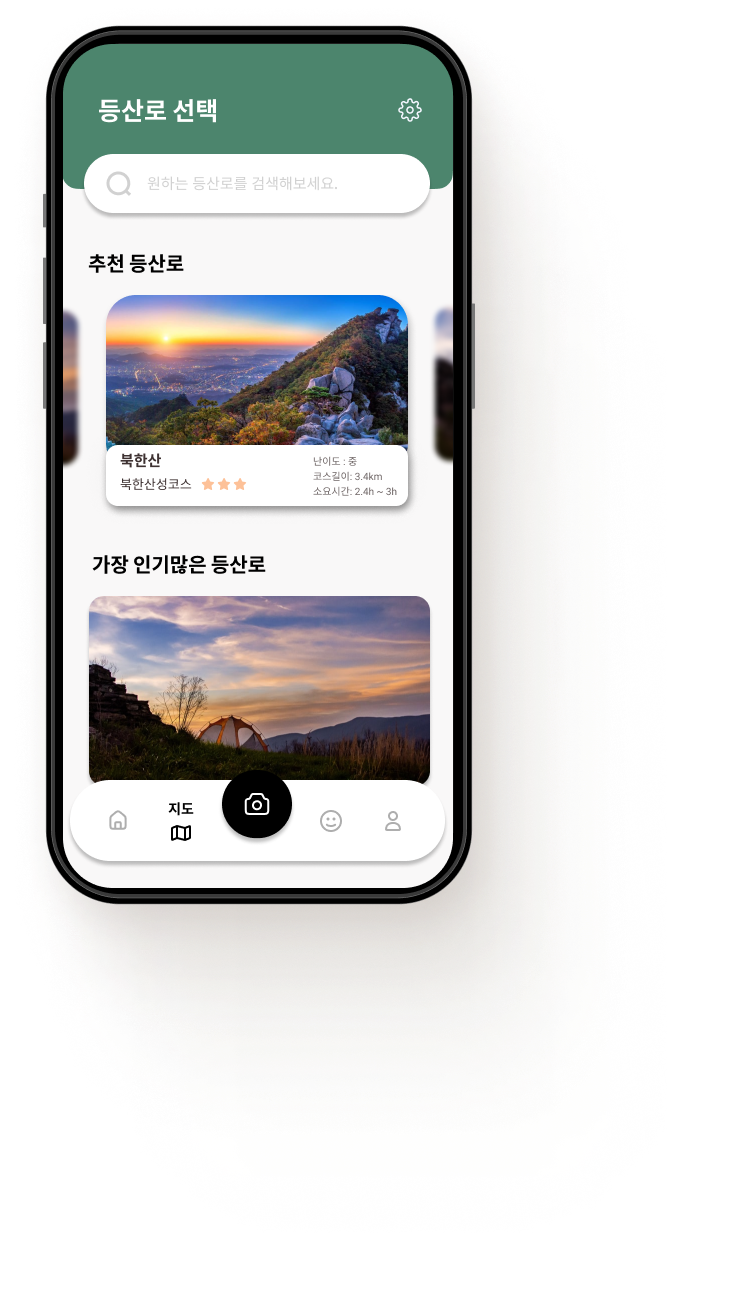 등산로 선택
원하는 등산로를 검색해보세요.
추천 등산로
북한산
북한산성코스
난이도 : 중
코스길이: 3.4km
소요시간: 2.4h ~ 3h
가장 인기많은 등산로
지도